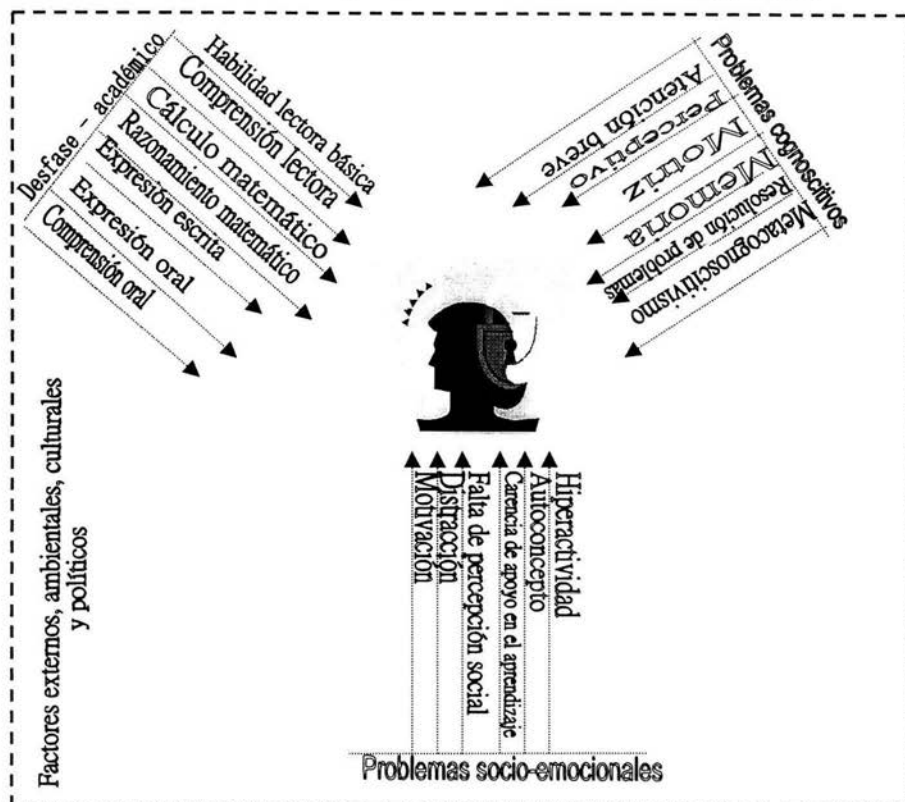 Desfase - académico
Habilidad lectora básica
Comprensión lectora
Cálculo matemático
Razonamiento matemático
Expresión escrita
Expresión oral
Comprensión oral
Problemas cognoscitivos
Atención breve
Perceptivo
Motriz
Memoria
Resolución de problemas
Metacognoscitivismo
Factores externos, ambientales, culturales
y políticos
Hiperactividad
Autoconcepto
Carencia de apoyo en el aprendizaje
Falta de percepción social
Distracción
Motivación
Problemas socio-emocionales